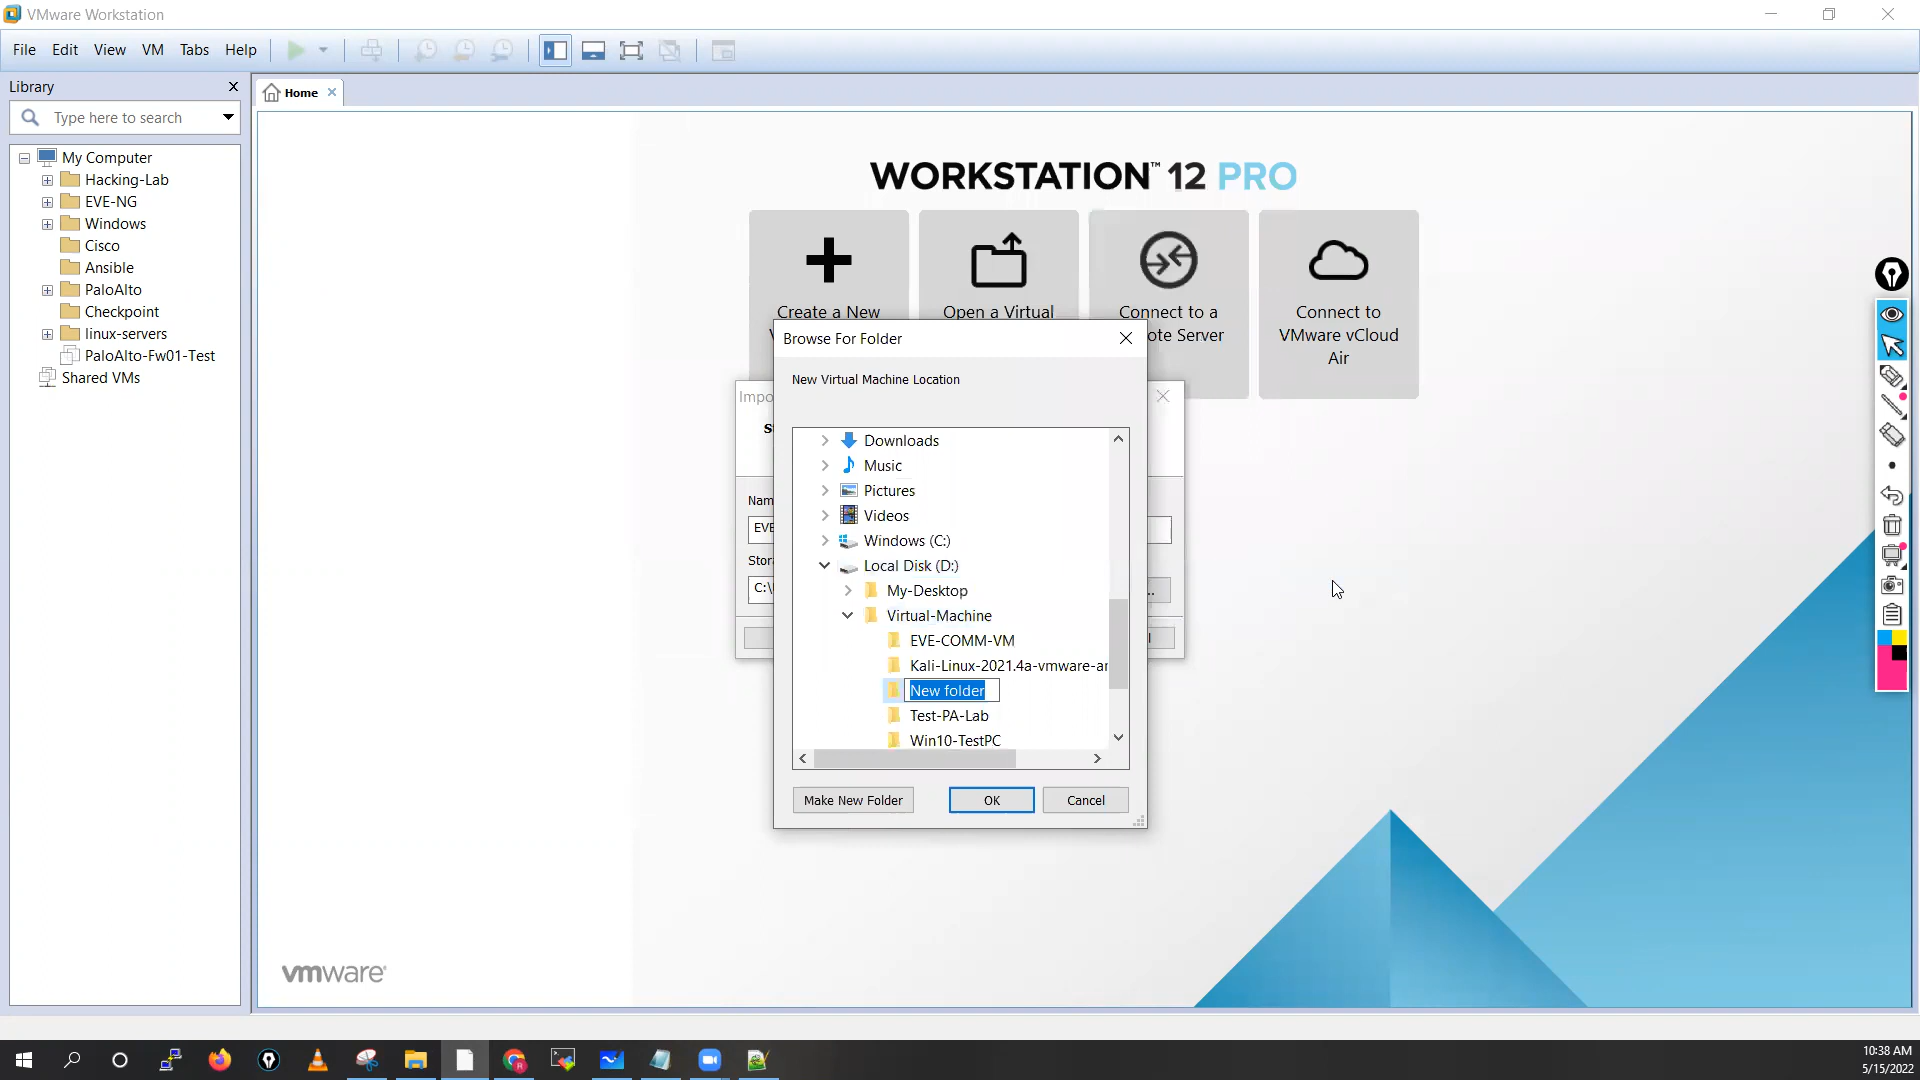 VMware Workstation
File Edit View VM Tabs Help
Library
Type here to search
My Computer
Hacking-Lab
EVE-NG
Windows
Cisco
Ansible
PaloAlto
Checkpoint
linux-servers
PaloAlto-Fw01-Test
Shared VMs
Home
WORKSTATION™ 12 PRO
Create a New
Open a Virtual
Connect to a
ote Server
Connect to
VMware vCloud
Air
Impo
Nam
EVE
Stora
C:\
Browse For Folder
New Virtual Machine Location
Downloads
Music
Pictures
Videos
Windows (C:)
Local Disk (D:)
My-Desktop
Virtual-Machine
EVE-COMM-VM
Kali-Linux-2021.4a-vmware-ar
New folder
Test-PA-Lab
Win10-TestPC
Make New Folder OK Cancel
vmware®
10:38 AM
5/15/2022